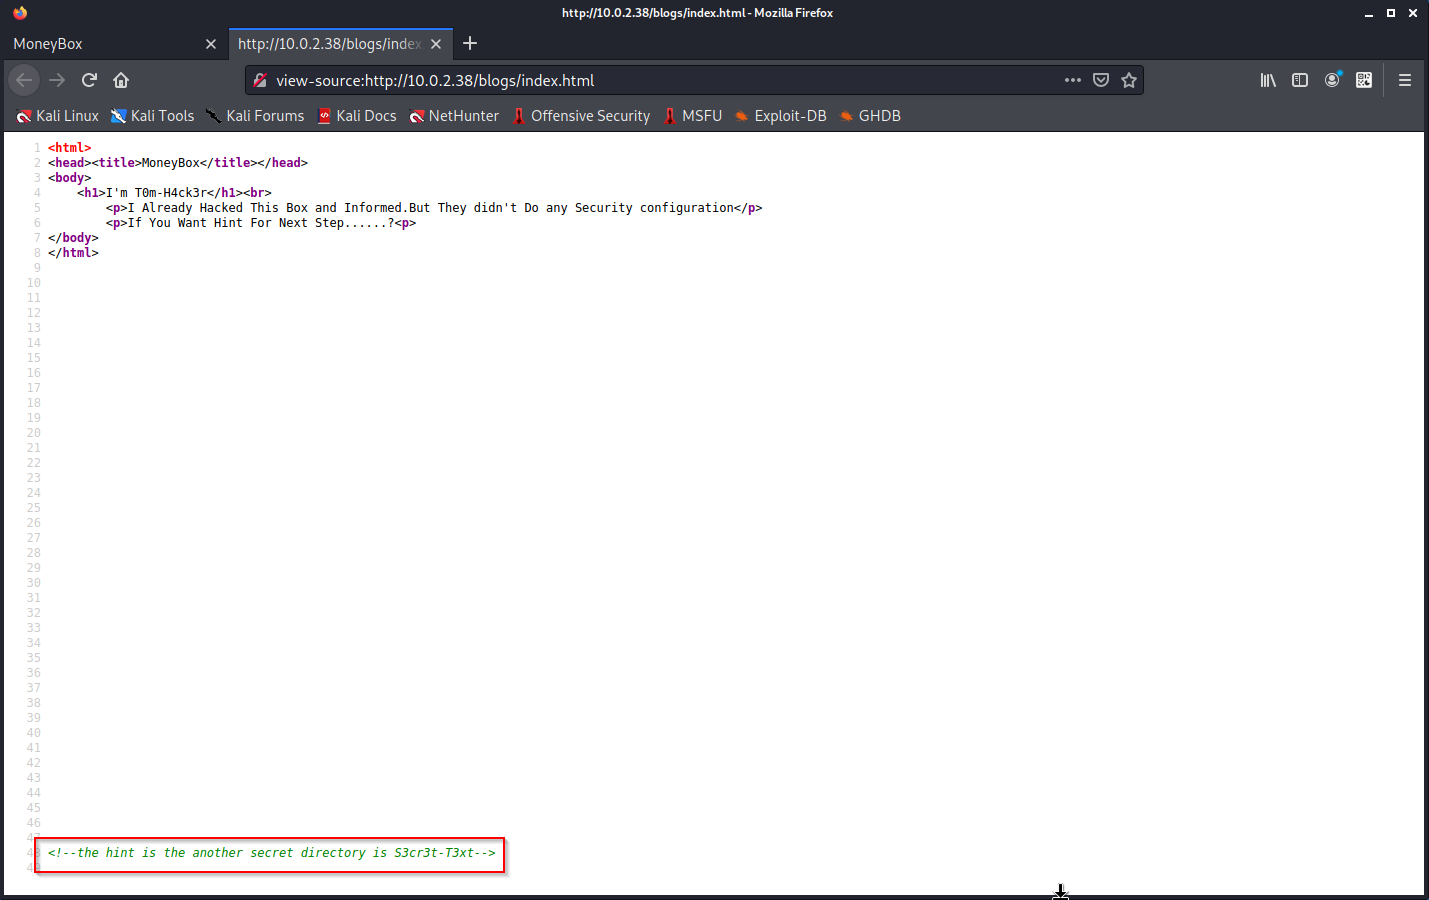 http://10.0.2.38/blogs/index.html - Mozilla Firefox
MoneyBox
http://10.0.2.38/blogs/index
view-source:http://10.0.2.38/blogs/index.html
Kali Linux Kali Tools Kali Forums Kali Docs NetHunter Offensive Security MSFU Exploit-DB GHDB
1 <html>
2 <head><title>MoneyBox</title></head>
3 <body>
4 <h1>I'm T0m-H4ck3r</h1><br>
5 <p>I Already Hacked This Box and Informed.But They didn't Do any Security configuration</p>
6 <p>If You Want Hint For Next Step......?<p>
7 </body>
8 </html>
9
10
11
12
13
14
15
16
17
18
19
20
21
22
23
24
25
26
27
28
29
30
31
32
33
34
35
36
37
38
39
40
41
42
43
44
45
46
47
48 <!--the hint is the another secret directory is S3cr3t-T3xt-->
49